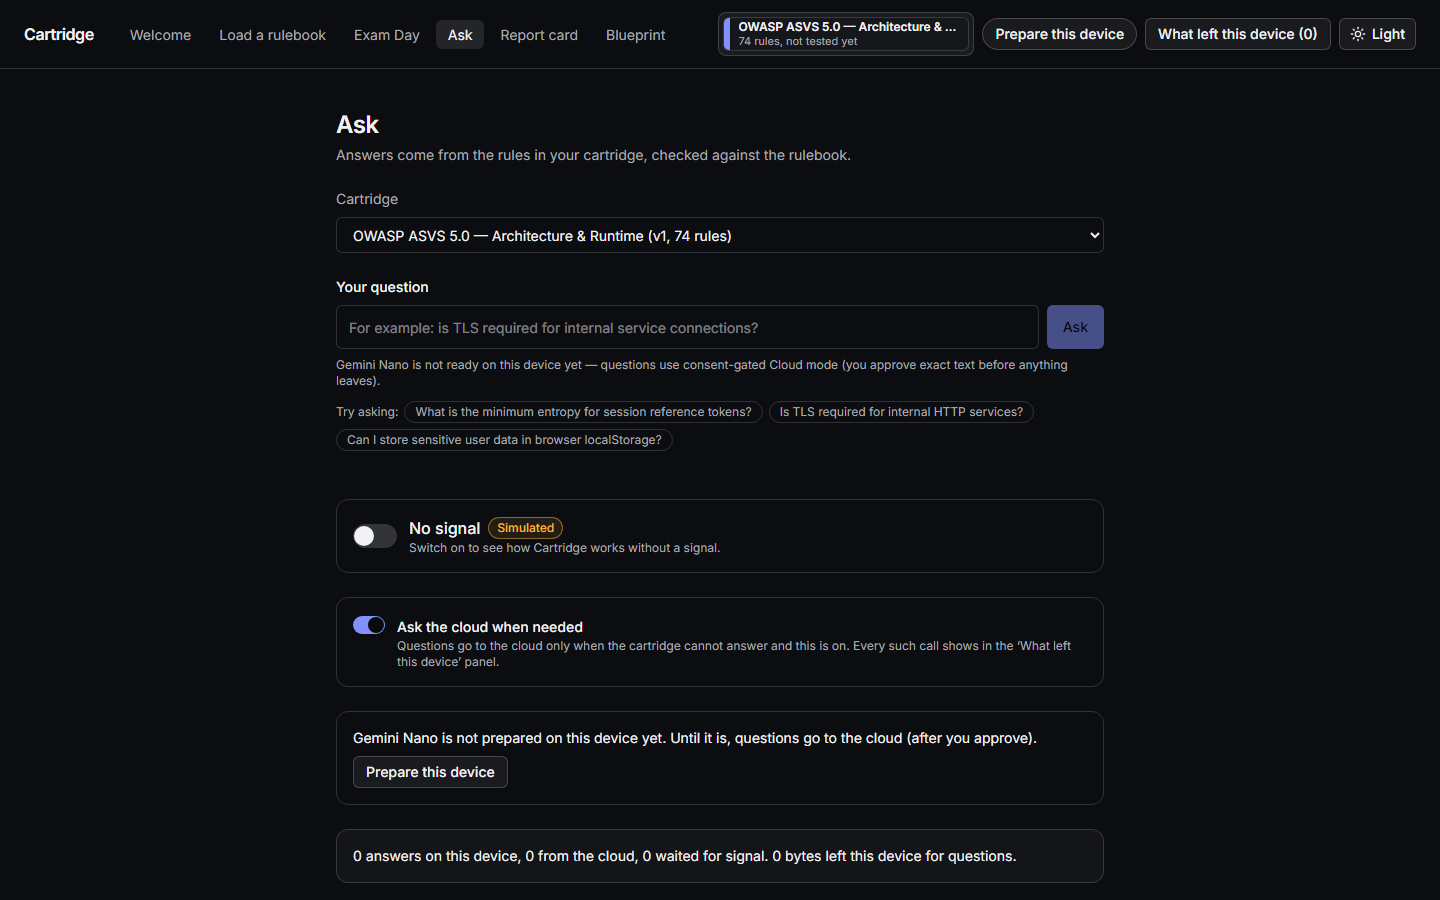 Cartridge
Welcome
Load a rulebook
Exam Day
Ask
Report card
Blueprint
OWASP ASVS 5.0 — Architecture & ...
74 rules, not tested yet
Prepare this device
What left this device (0)
Light
Ask
Answers come from the rules in your cartridge, checked against the rulebook.
Cartridge
OWASP ASVS 5.0 — Architecture & Runtime (v1, 74 rules)
Your question
For example: is TLS required for internal service connections?
Ask
Gemini Nano is not ready on this device yet — questions use consent-gated Cloud mode (you approve exact text before anything
leaves).
Try asking:
What is the minimum entropy for session reference tokens?
Is TLS required for internal HTTP services?
Can I store sensitive user data in browser localStorage?
No signal
Simulated
Switch on to see how Cartridge works without a signal.
Ask the cloud when needed
Questions go to the cloud only when the cartridge cannot answer and this is on. Every such call shows in the ‘What left
this device’ panel.
Gemini Nano is not prepared on this device yet. Until it is, questions go to the cloud (after you approve).
Prepare this device
0 answers on this device, 0 from the cloud, 0 waited for signal. 0 bytes left this device for questions.